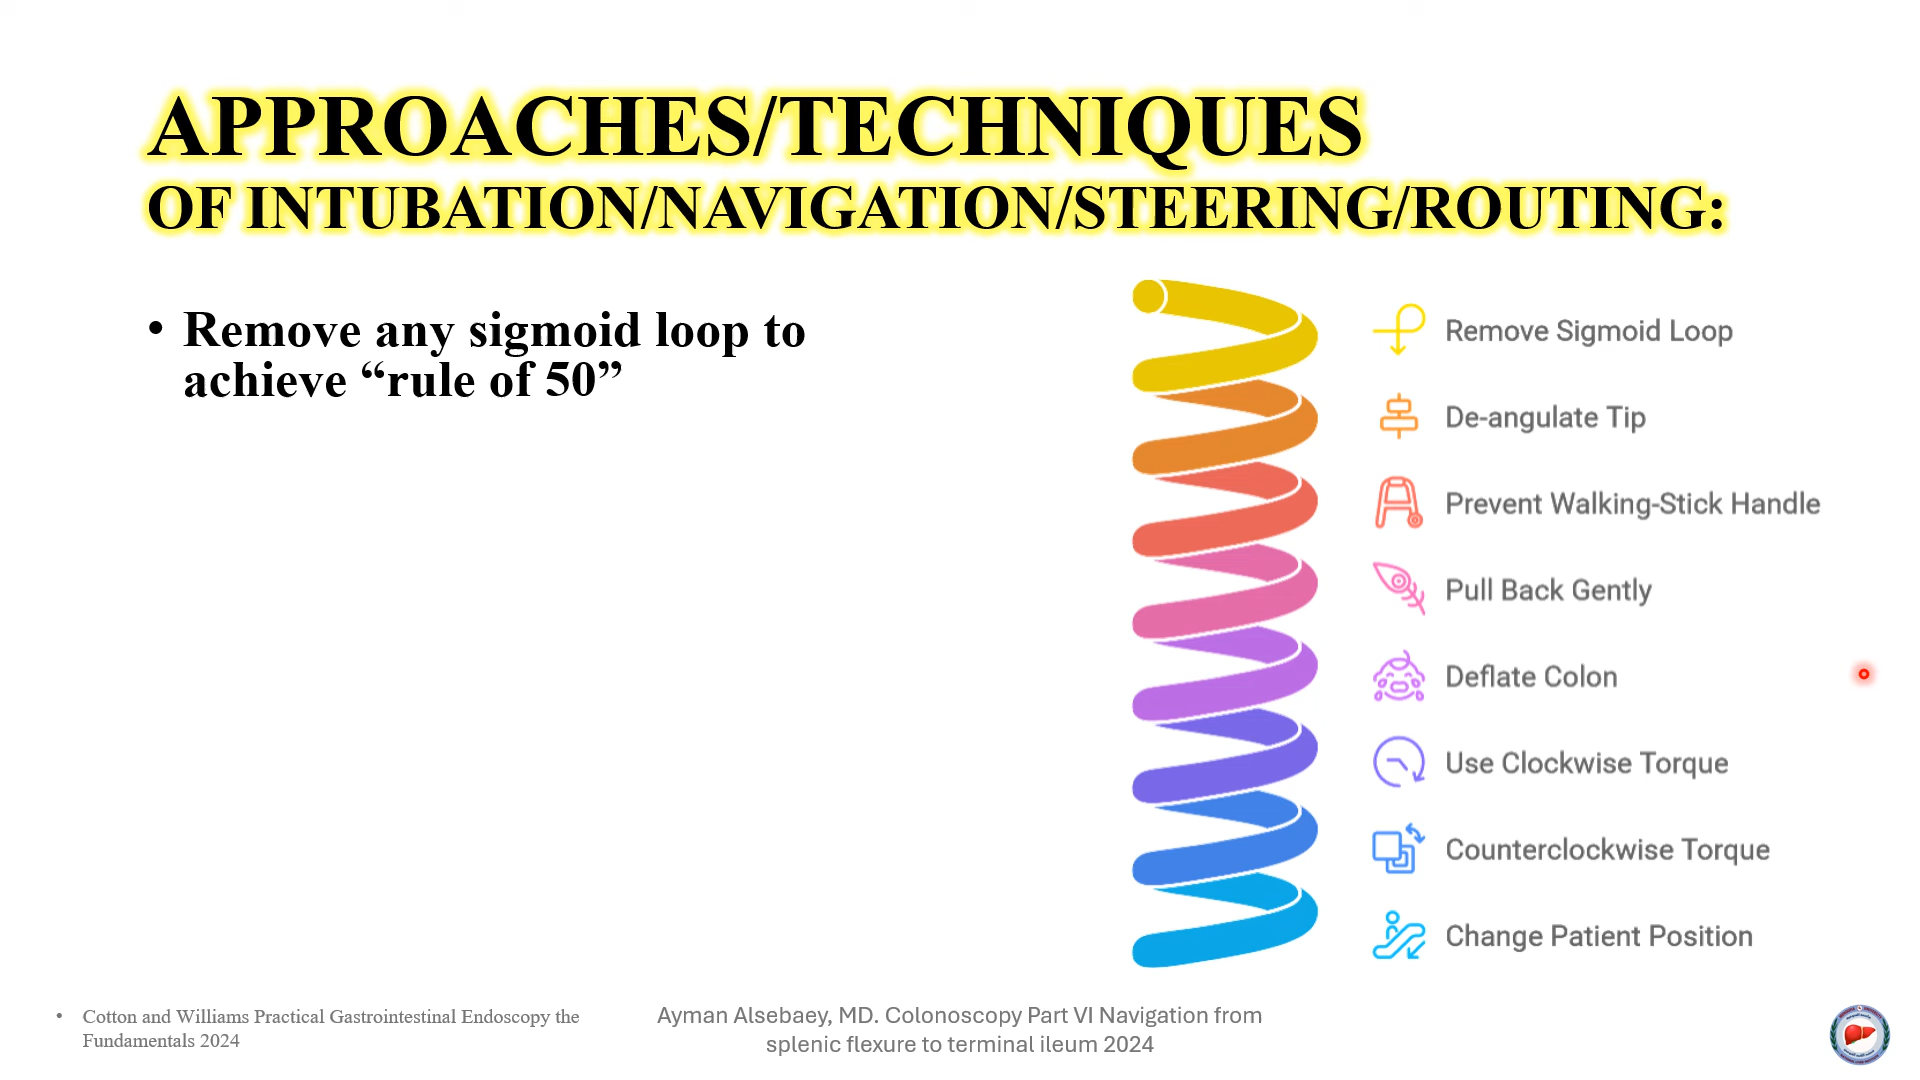 APPROACHES/TECHNIQUES
OF INTUBATION/NAVIGATION/STEERING/ROUTING:
• Remove any sigmoid loop to
achieve “rule of 50”
Remove Sigmoid Loop
De-angulate Tip
Prevent Walking-Stick Handle
Pull Back Gently
Deflate Colon
Use Clockwise Torque
Counterclockwise Torque
Change Patient Position
• Cotton and Williams Practical Gastrointestinal Endoscopy the
Fundamentals 2024
Ayman Alsebaey, MD. Colonoscopy Part VI Navigation from
splenic flexure to terminal ileum 2024